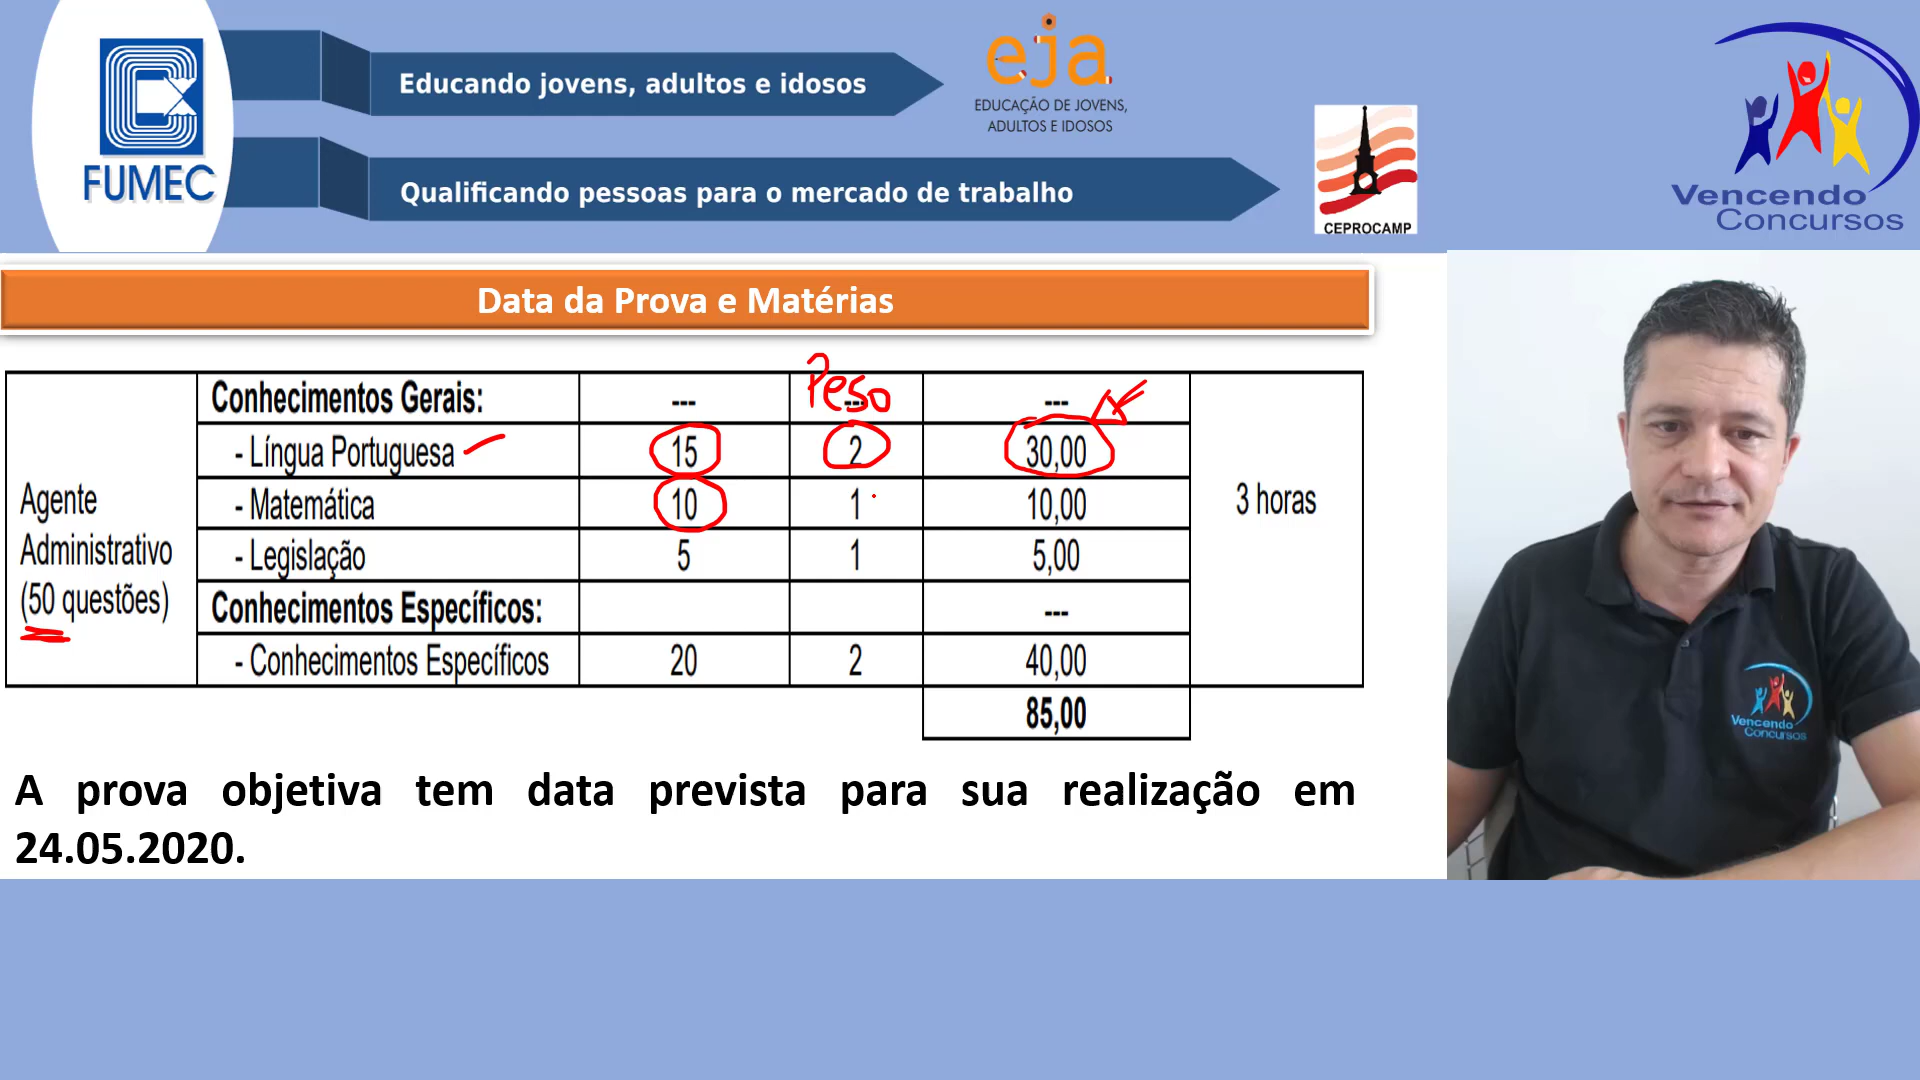 FUMEC
Educando jovens, adultos e idosos
Qualificando pessoas para o mercado de trabalho
eja
EDUCAÇÃO DE JOVENS,
ADULTOS E IDOSOS
CEPROCAMP
Vencendo
Concursos
Data da Prova e Matérias
Peso
Conhecimentos Gerais: --- --- ---
- Língua Portuguesa 15 2 30,00
- Matemática 10 1 10,00
- Legislação 5 1 5,00
Conhecimentos Específicos: ---
- Conhecimentos Específicos 20 2 40,00
85,00
Agente
Administrativo
(50 questões)
3 horas
A prova objetiva tem data prevista para sua realização em
24.05.2020.
Vencendo
Concursos